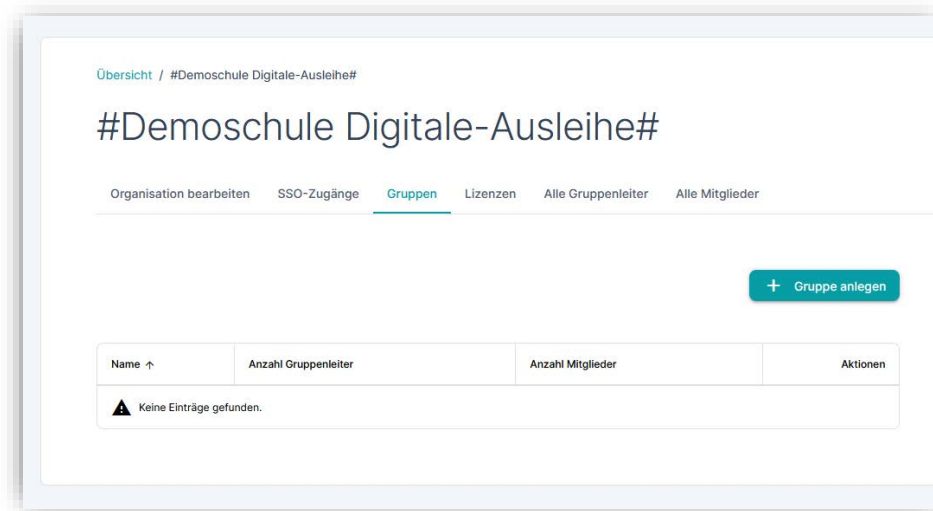 Übersicht / #Demoschule Digitale-Ausleihe#
#Demoschule Digitale-Ausleihe#
Organisation bearbeiten SSO-Zugänge Gruppen Lizenzen Alle Gruppenleiter Alle Mitglieder
+ Gruppe anlegen
Name ↑ Anzahl Gruppenleiter Anzahl Mitglieder Aktionen
Keine Einträge gefunden.